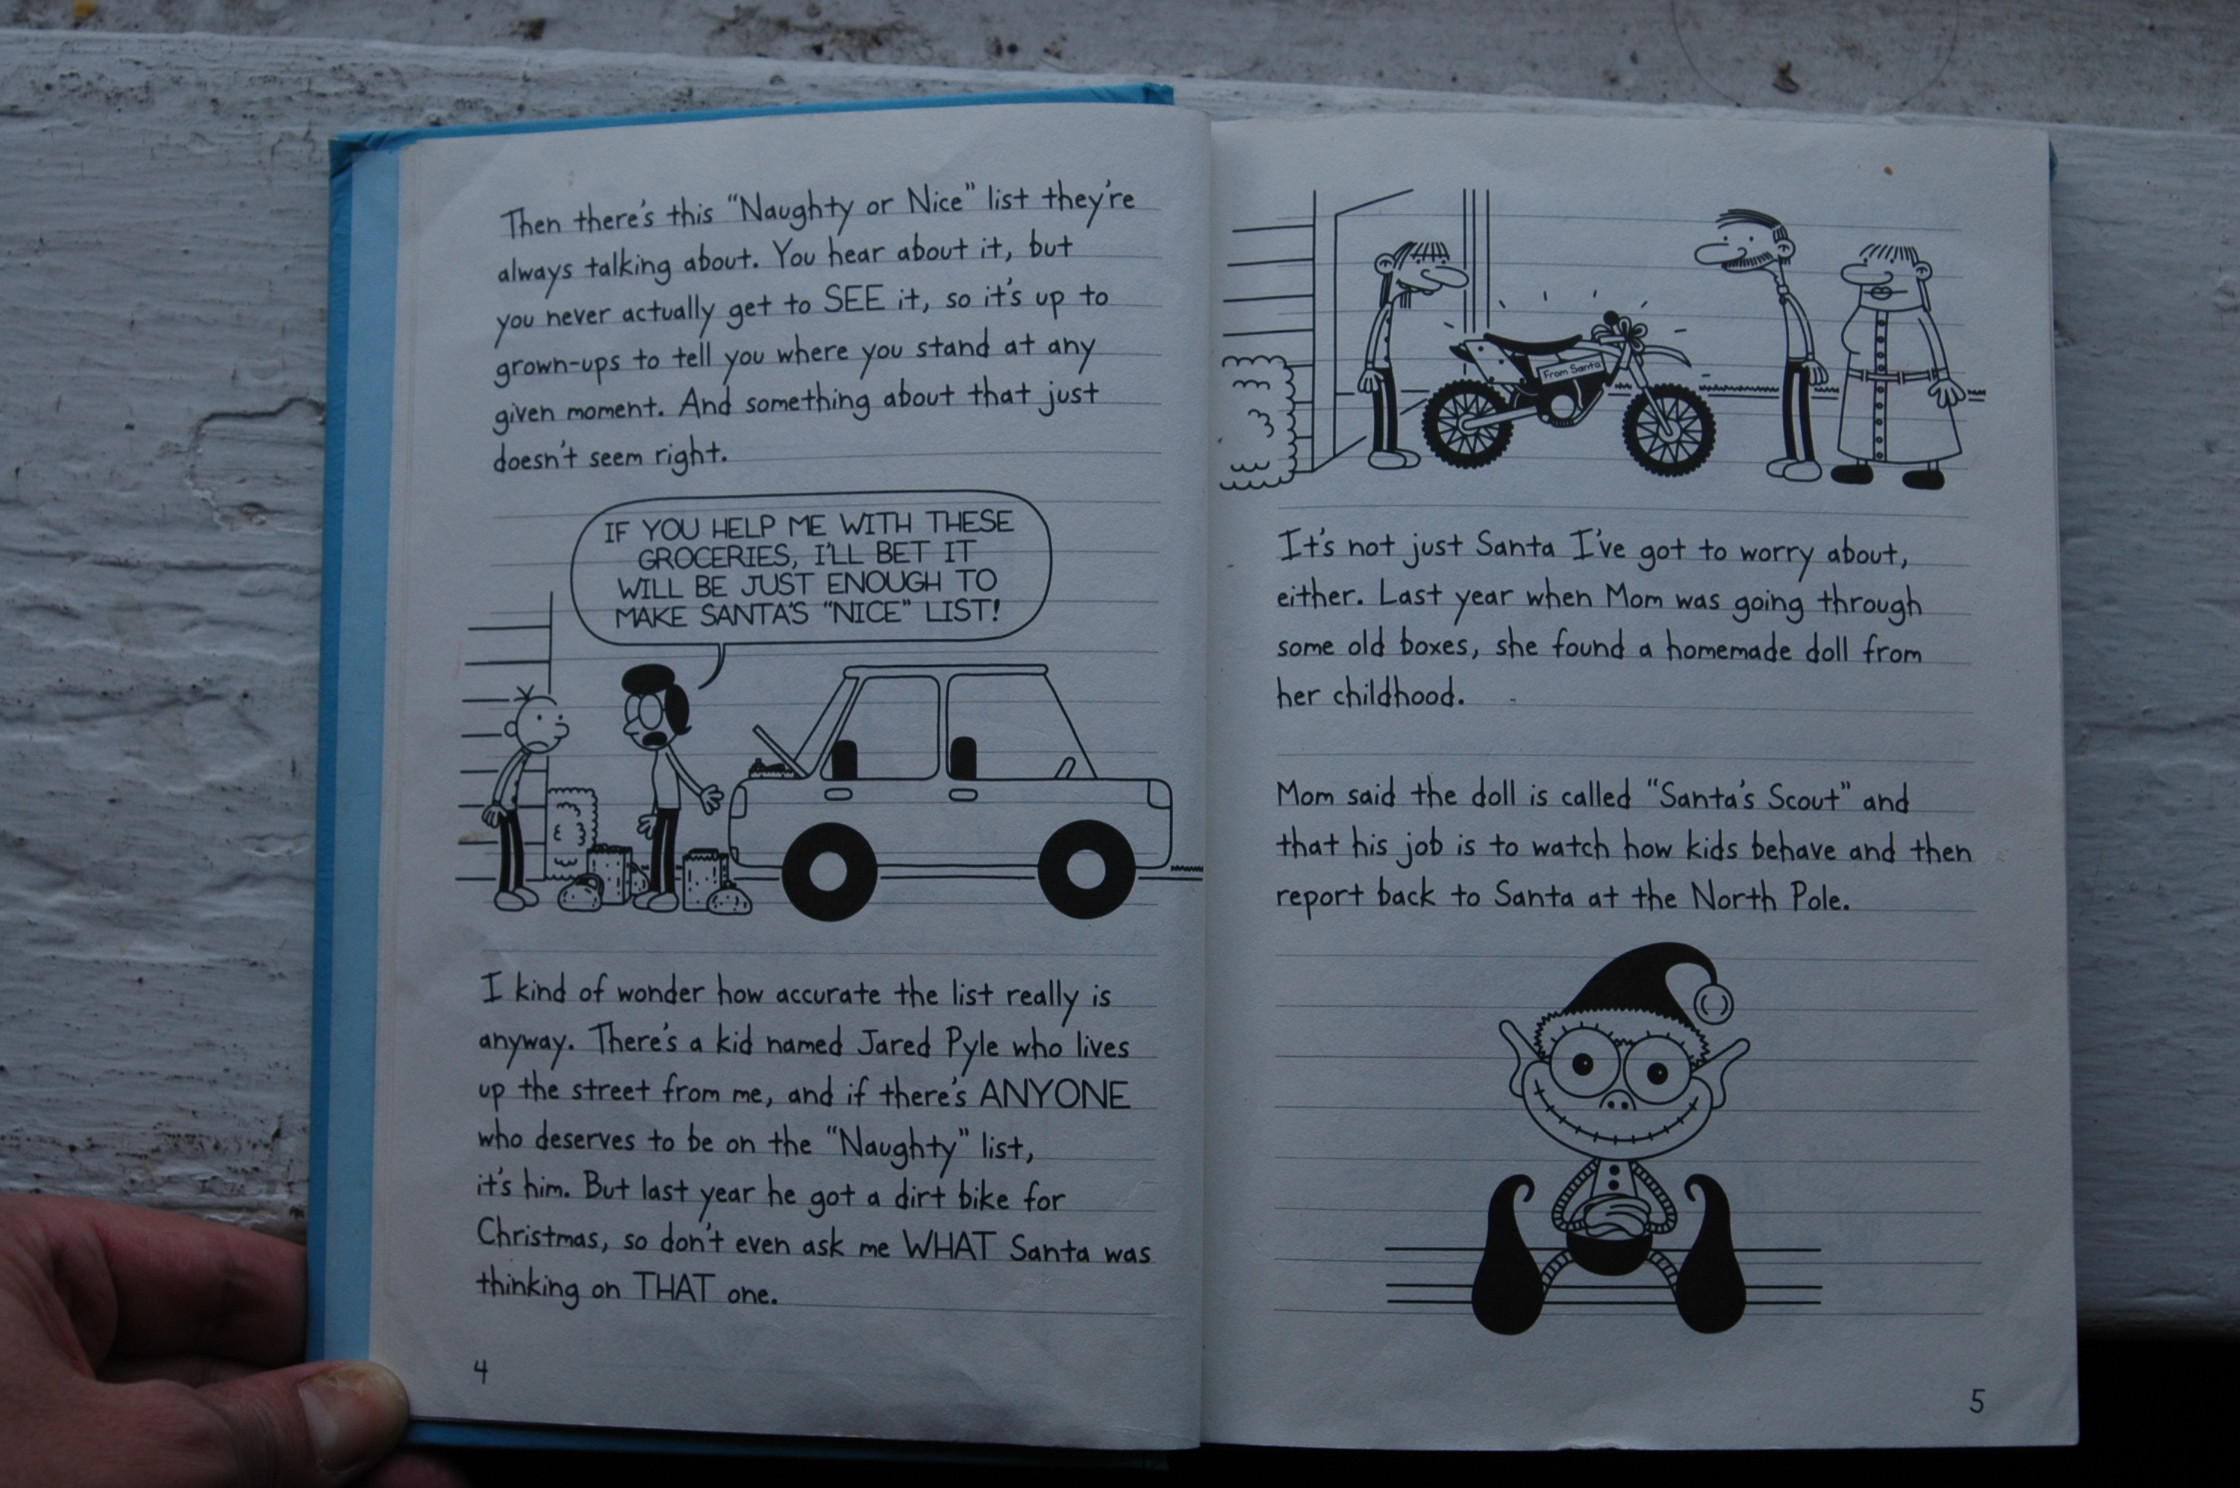 Then there's this "Naughty or Nice" list they're
always talking about. You hear about it, but
you never actually get to SEE it, so it's up to
grown-ups to tell you where you stand at any
given moment. And something about that just
doesn't seem right.
IF YOU HELP ME WITH THESE
GROCERIES, I'LL BET IT
WILL BE JUST ENOUGH TO
MAKE SANTA'S "NICE" LIST!
I kind of wonder how accurate the list really is
anyway. There's a kid named Jared Pyle who lives
up the street from me, and if there's ANYONE
who deserves to be on the "Naughty" list,
it's him. But last year he got a dirt bike for
Christmas, so don't even ask me WHAT Santa was
thinking on THAT one.
4
From Santa
It's not just Santa I've got to worry about,
either. Last year when Mom was going through
some old boxes, she found a homemade doll from
her childhood.
Mom said the doll is called "Santa's Scout" and
that his job is to watch how kids behave and then
report back to Santa at the North Pole.
5